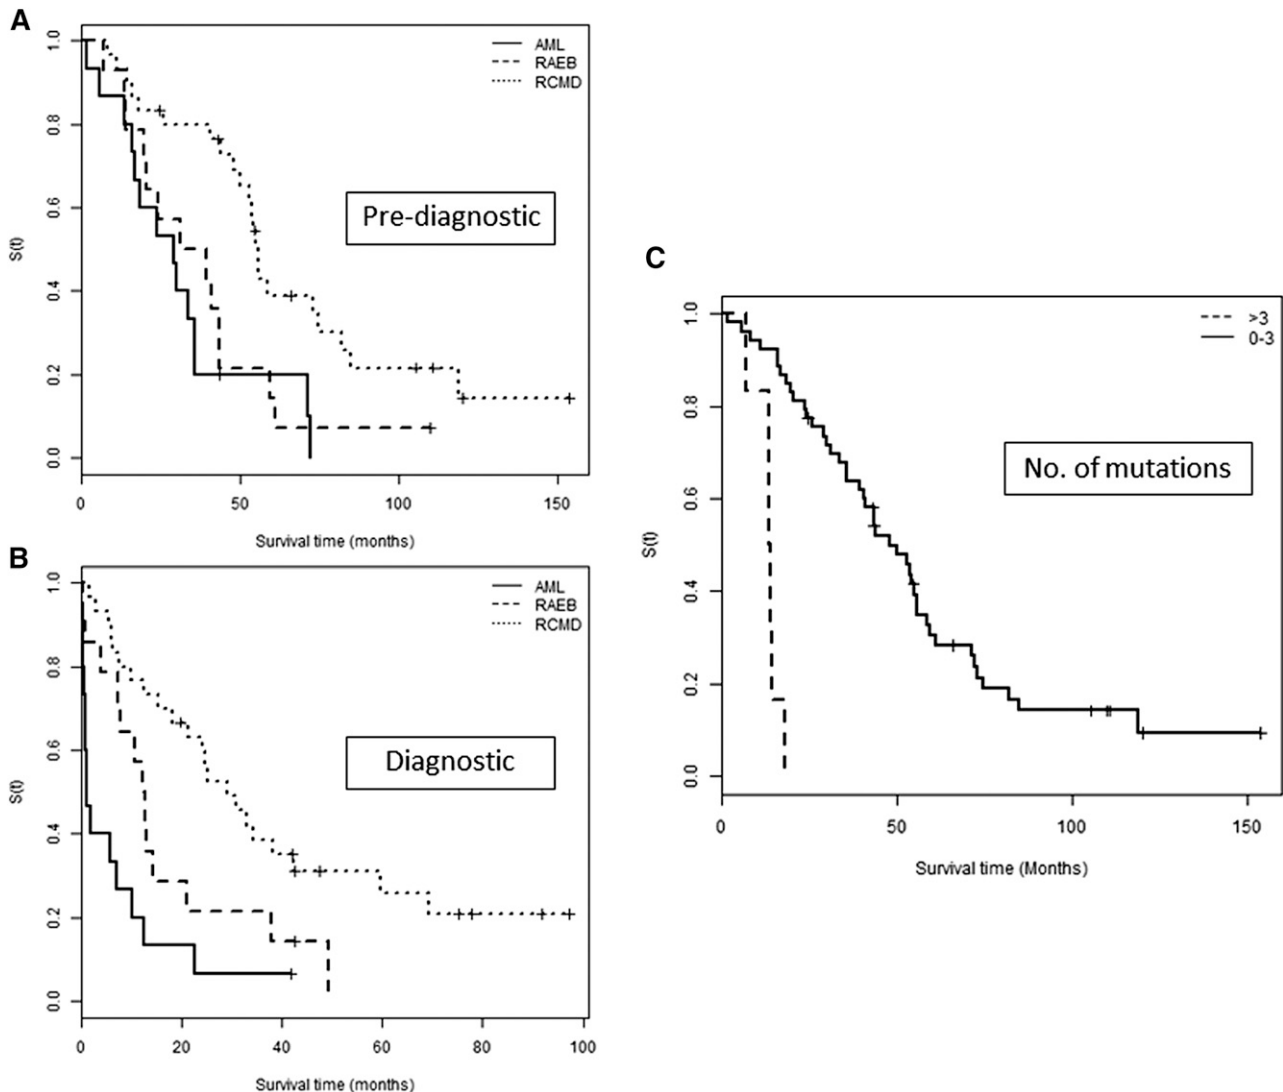 A
1.0
0.8
0.6
0.4
0.2
0.0
S(t)
AML
RAEB
RCMD
Pre-diagnostic
0 50 100 150
Survival time (months)
B
1.0
0.8
0.6
0.4
0.2
0.0
S(t)
AML
RAEB
RCMD
Diagnostic
0 20 40 60 80 100
Survival time (months)
C
1.0
0.8
0.6
0.4
0.2
0.0
S(t)
>3
0-3
No. of mutations
0 50 100 150
Survival time (Months)